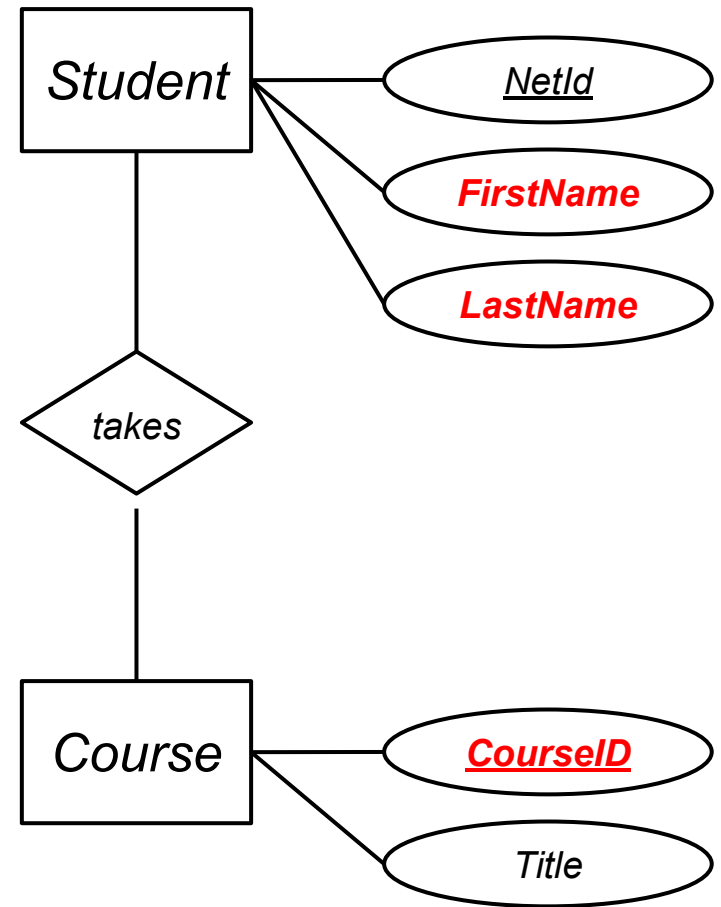 Student
NetId
FirstName
LastName
takes
Course
CourseID
Title